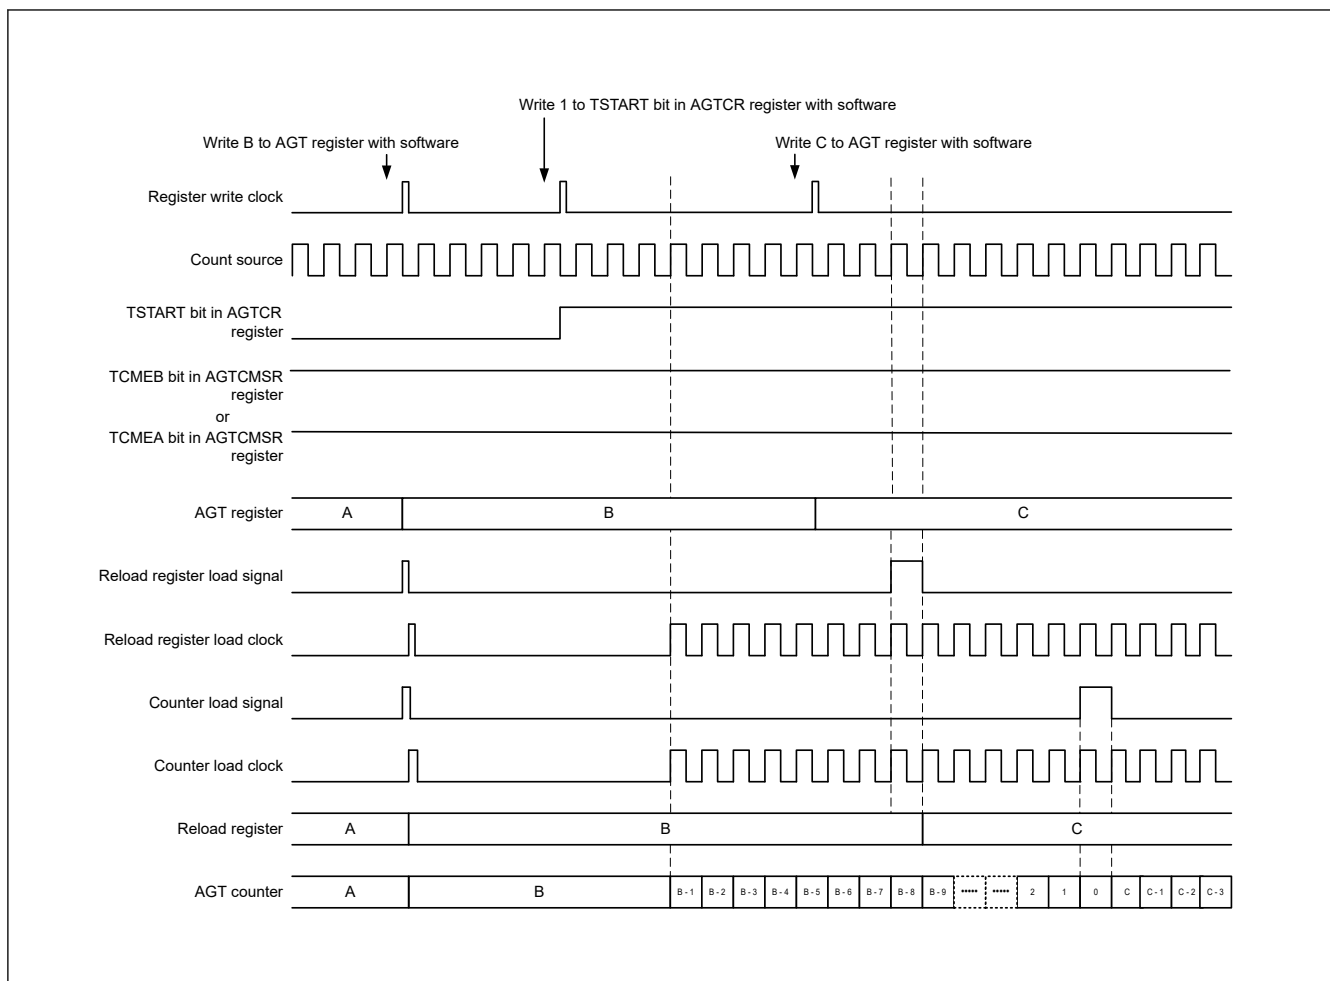 Write 1 to TSTART bit in AGTCR register with software
Write B to AGT register with software
Write C to AGT register with software
Register write clock
Count source
TSTART bit in AGTCR
register
TCMEB bit in AGTCMSR
register
or
TCMEA bit in AGTCMSR
register
AGT register
A
B
C
Reload register load signal
Reload register load clock
Counter load signal
Counter load clock
Reload register
A
B
C
AGT counter
A
B
B - 1
B - 2
B - 3
B - 4
B - 5
B - 6
B - 7
B - 8
B - 9
•••••
•••••
2
1
0
C
C - 1
C - 2
C - 3